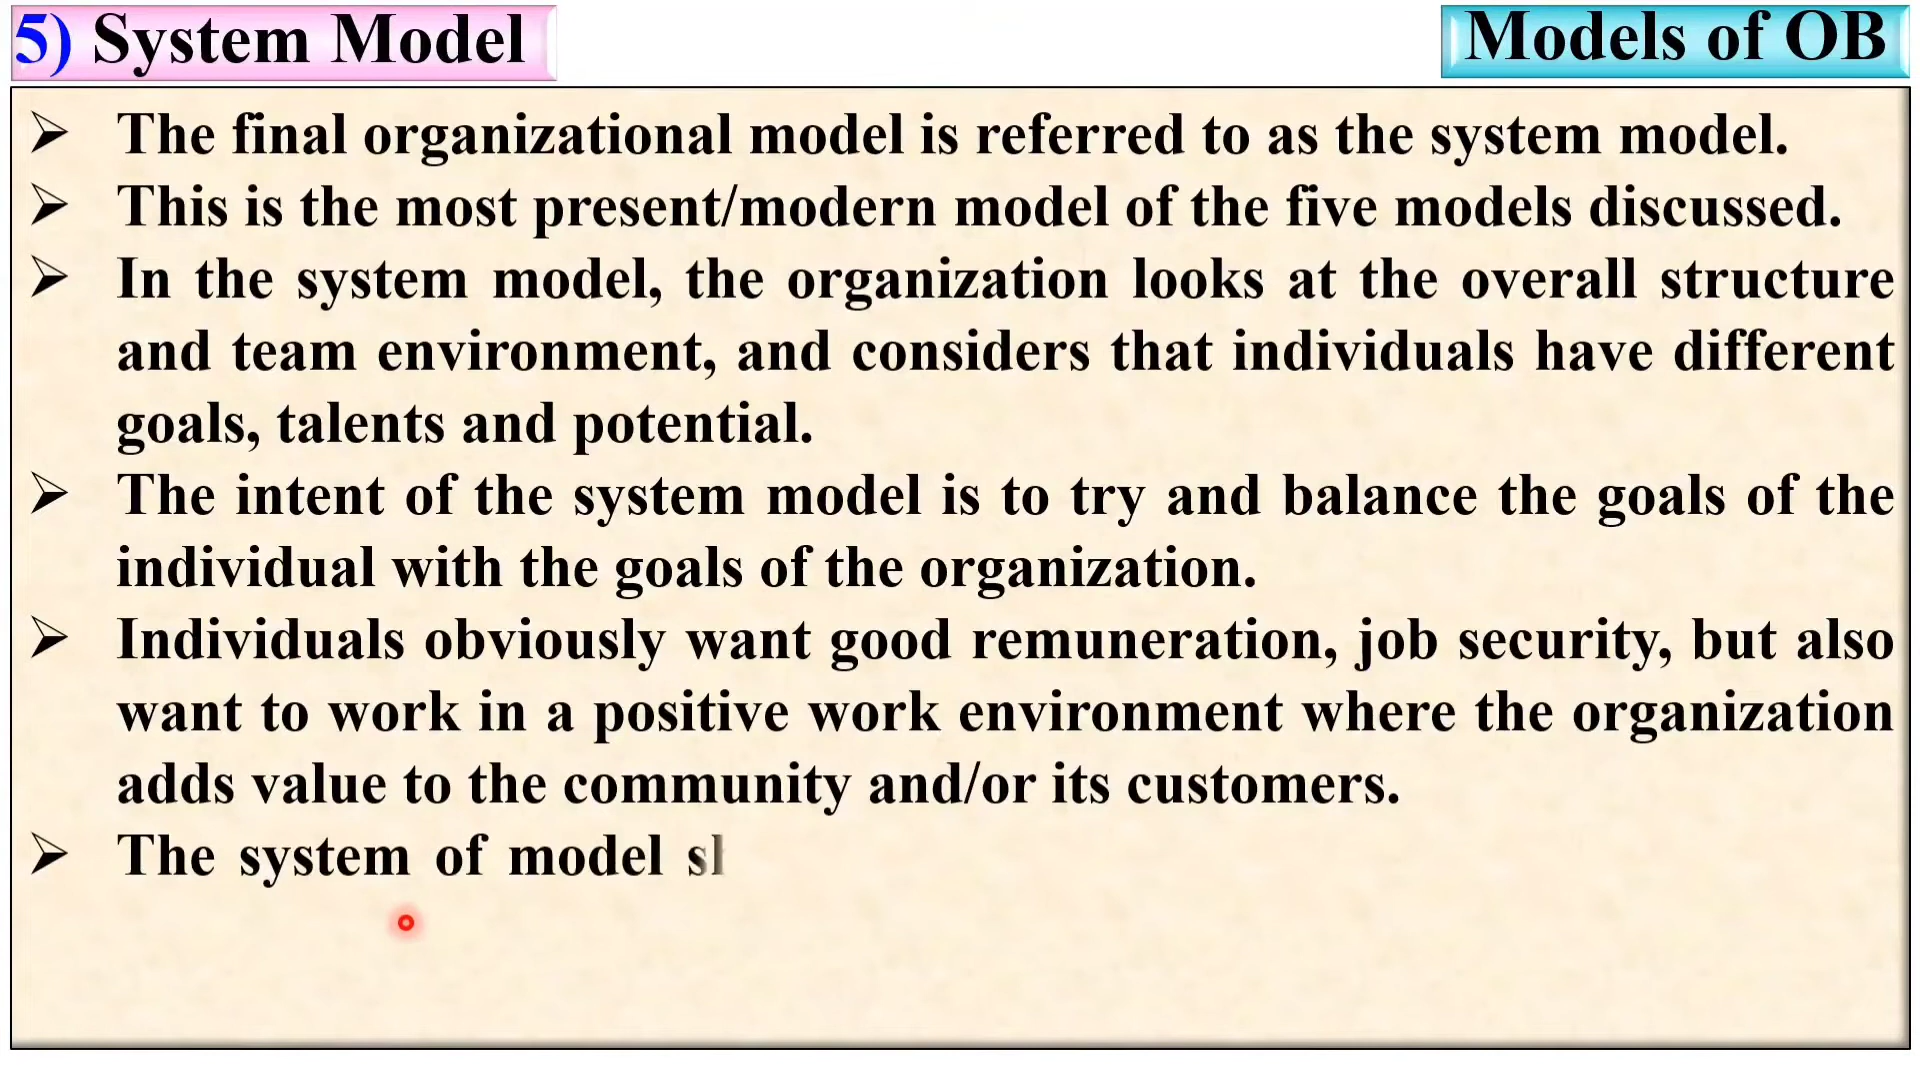 5) System Model
Models of OB
The final organizational model is referred to as the system model.
This is the most present/modern model of the five models discussed.
In the system model, the organization looks at the overall structure
and team environment, and considers that individuals have different
goals, talents and potential.
The intent of the system model is to try and balance the goals of the
individual with the goals of the organization.
Individuals obviously want good remuneration, job security, but also
want to work in a positive work environment where the organization
adds value to the community and/or its customers.
The system of model